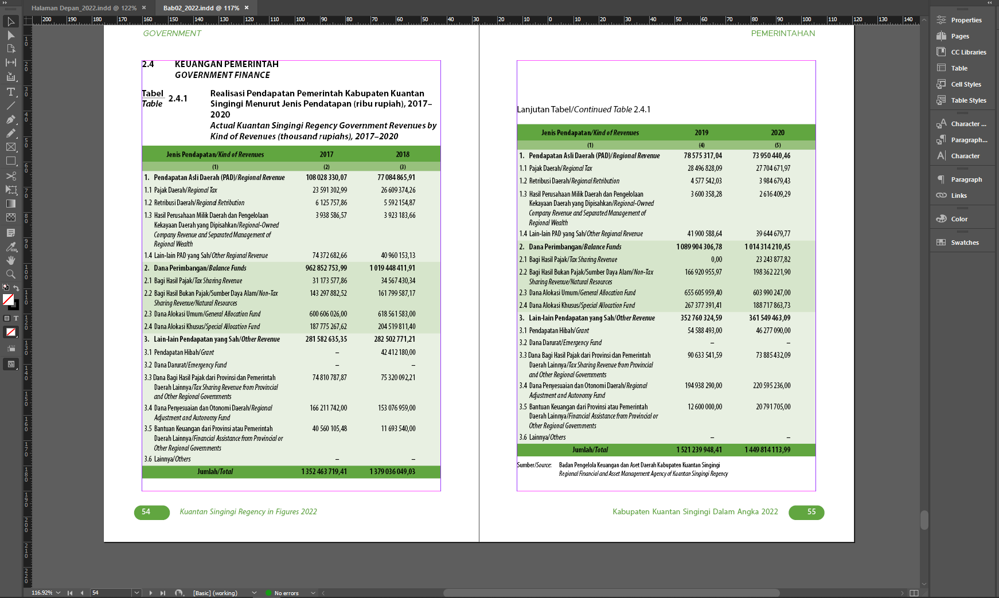 Halaman Depan_2022.indd @ 122% ×
Bab02_2022.indd @ 117% ×
200 190 180 170 160 150 140 130 120 110 100 90 80 70 60 50 40 30 20 10 0 10 20 30 40 50 60 70 80 90 100 110 120 130 140
GOVERNMENT
2.4 KEUANGAN PEMERINTAH
GOVERNMENT FINANCE
Tabel
Table
2.4.1
Realisasi Pendapatan Pemerintah Kabupaten Kuantan
Singingi Menurut Jenis Pendatapan (ribu rupiah), 2017–
2020
Actual Kuantan Singingi Regency Government Revenues by
Kind of Revenues (thousand rupiahs), 2017–2020
Jenis Pendapatan/Kind of Revenues 2017 2018
(1) (2) (3)
1. Pendapatan Asli Daerah (PAD)/Regional Revenue 108 028 330,07 77 084 865,91
1.1 Pajak Daerah/Regional Tax 23 591 302,99 26 609 374,26
1.2 Retribusi Daerah/Regional Retribution 6 125 757,86 5 592 154,87
1.3 Hasil Perusahaan Milik Daerah dan Pengelolaan 3 938 586,57 3 923 183,66
Kekayaan Daerah yang Dipisahkan/Regional-Owned
Company Revenue and Separated Management of
Regional Wealth
1.4 Lain-lain PAD yang Sah/Other Regional Revenue 74 372 682,66 40 960 153,13
2. Dana Perimbangan/Balance Funds 962 852 753,99 1 019 448 411,91
2.1 Bagi Hasil Pajak/Tax Sharing Revenue 31 173 577,86 34 567 430,34
2.2 Bagi Hasil Bukan Pajak/Sumber Daya Alam/Non-Tax 143 297 882,52 161 799 587,17
Sharing Revenue/Natural Resources
2.3 Dana Alokasi Umum/General Allocation Fund 600 606 026,00 618 561 583,00
2.4 Dana Alokasi Khusus/Special Allocation Fund 187 775 267,62 204 519 811,40
3. Lain-lain Pendapatan yang Sah/Other Revenue 281 582 635,35 282 502 771,21
3.1 Pendapatan Hibah/Grant – 42 412 180,00
3.2 Dana Darurat/Emergency Fund – –
3.3 Dana Bagi Hasil Pajak dari Provinsi dan Pemerintah 74 810 787,87 75 320 092,21
Daerah Lainnya/Tax Sharing Revenue from Provincial
and Other Regional Governments
3.4 Dana Penyesuaian dan Otonomi Daerah/Regional 166 211 742,00 153 076 959,00
Adjustment and Autonomy Fund
3.5 Bantuan Keuangan dari Provinsi atau Pemerintah 40 560 105,48 11 693 540,00
Daerah Lainnya/Financial Assistance from Provincial or
Other Regional Governments
3.6 Lainnya/Others – –
Jumlah/Total 1 352 463 719,41 1 379 036 049,03
54 Kuantan Singingi Regency in Figures 2022
PEMERINTAHAN
Lanjutan Tabel/Continued Table 2.4.1
Jenis Pendapatan/Kind of Revenues 2019 2020
(1) (4) (5)
1. Pendapatan Asli Daerah (PAD)/Regional Revenue 78 575 317,04 73 950 440,46
1.1 Pajak Daerah/Regional Tax 28 496 828,09 27 704 671,97
1.2 Retribusi Daerah/Regional Retribution 4 577 542,03 3 984 679,43
1.3 Hasil Perusahaan Milik Daerah dan Pengelolaan 3 600 358,28 2 616 409,29
Kekayaan Daerah yang Dipisahkan/Regional-Owned
Company Revenue and Separated Management of
Regional Wealth
1.4 Lain-lain PAD yang Sah/Other Regional Revenue 41 900 588,64 39 644 679,77
2. Dana Perimbangan/Balance Funds 1 089 904 306,78 1 014 314 210,45
2.1 Bagi Hasil Pajak/Tax Sharing Revenue 0,00 23 243 877,82
2.2 Bagi Hasil Bukan Pajak/Sumber Daya Alam/Non-Tax 166 920 955,97 198 362 221,90
Sharing Revenue/Natural Resources
2.3 Dana Alokasi Umum/General Allocation Fund 655 605 959,40 603 990 247,00
2.4 Dana Alokasi Khusus/Special Allocation Fund 267 377 391,41 188 717 863,73
3. Lain-lain Pendapatan yang Sah/Other Revenue 352 760 324,59 361 549 463,09
3.1 Pendapatan Hibah/Grant 54 588 493,00 46 277 090,00
3.2 Dana Darurat/Emergency Fund – –
3.3 Dana Bagi Hasil Pajak dari Provinsi dan Pemerintah 90 633 541,59 73 885 432,09
Daerah Lainnya/Tax Sharing Revenue from Provincial
and Other Regional Governments
3.4 Dana Penyesuaian dan Otonomi Daerah/Regional 194 938 290,00 220 595 236,00
Adjustment and Autonomy Fund
3.5 Bantuan Keuangan dari Provinsi atau Pemerintah 12 600 000,00 20 791 705,00
Daerah Lainnya/Financial Assistance from Provincial or
Other Regional Governments
3.6 Lainnya/Others – –
Jumlah/Total 1 521 239 948,41 1 449 814 113,99
Sumber/Source: Badan Pengelola Keuangan dan Aset Daerah Kabupaten Kuantan Singingi
Regional Financial and Asset Management Agency of Kuantan Singingi Regency
Kabupaten Kuantan Singingi Dalam Angka 2022 55
Properties
Pages
CC Libraries
Table
Cell Styles
Table Styles
Character ...
Paragraph...
Character
Paragraph
Links
Color
Swatches
116.92% 54 [Basic] (working) No errors